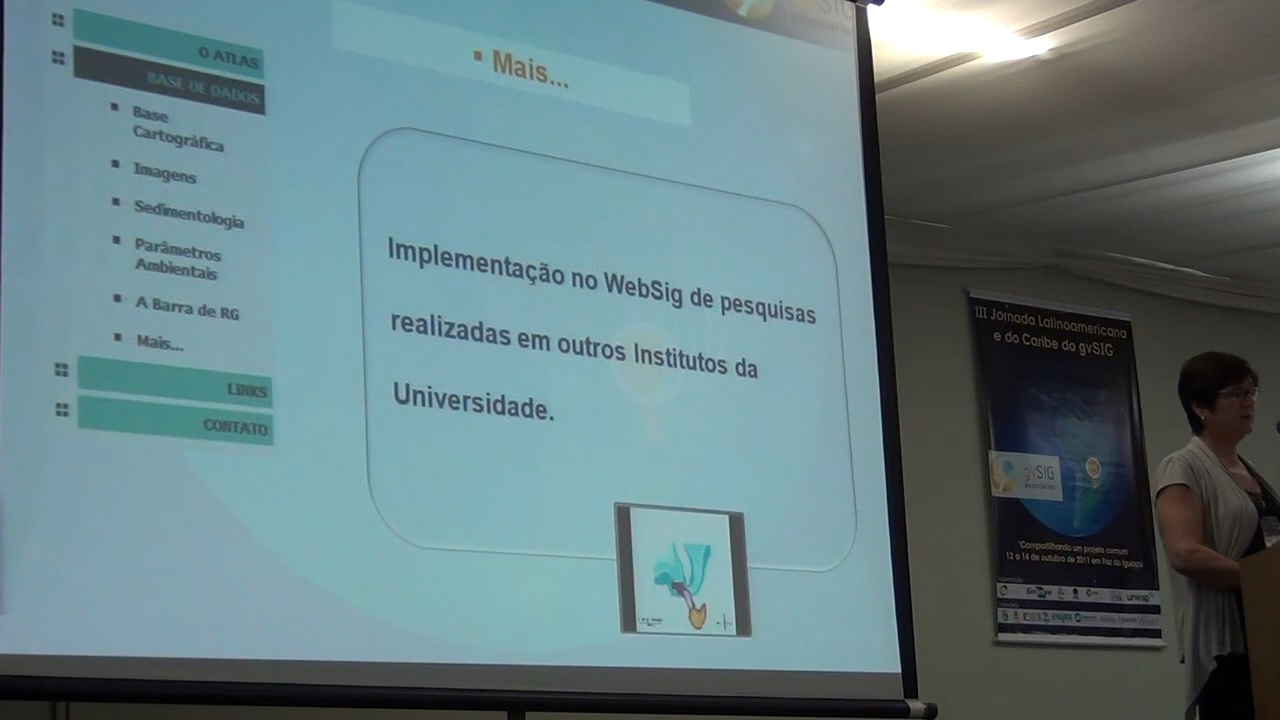 O ATLAS
BASE DE DADOS
Base
Cartográfica
Imagens
Sedimentologia
Parâmetros
Ambientais
A Barra de RG
Mais...
LINKS
CONTATO
Mais...
Implementação no WebSig de pesquisas
realizadas em outros Institutos da
Universidade.
III Jornada Latinoamericana
e do Caribe do gvSIG
gvSIG
"Compartilhando um projeto comum"
12 a 14 de outubro de 2011 em Foz do Iguaçu
unesp